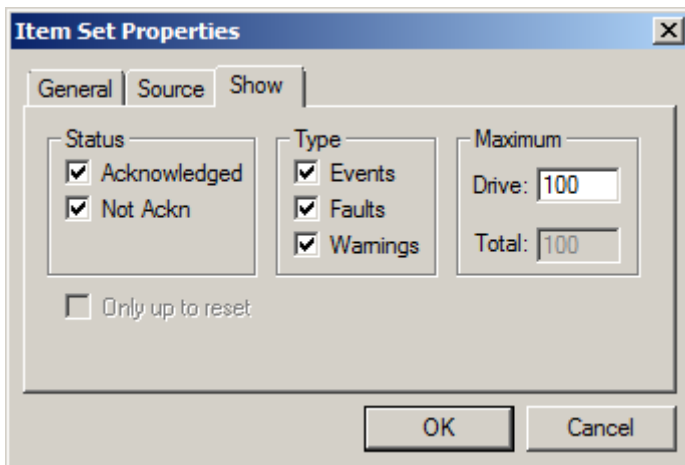 Item Set Properties
General Source Show
Status
Acknowledged
Not Ackn
Type
Events
Faults
Warnings
Maximum
Drive: 100
Total: 100
Only up to reset
OK Cancel